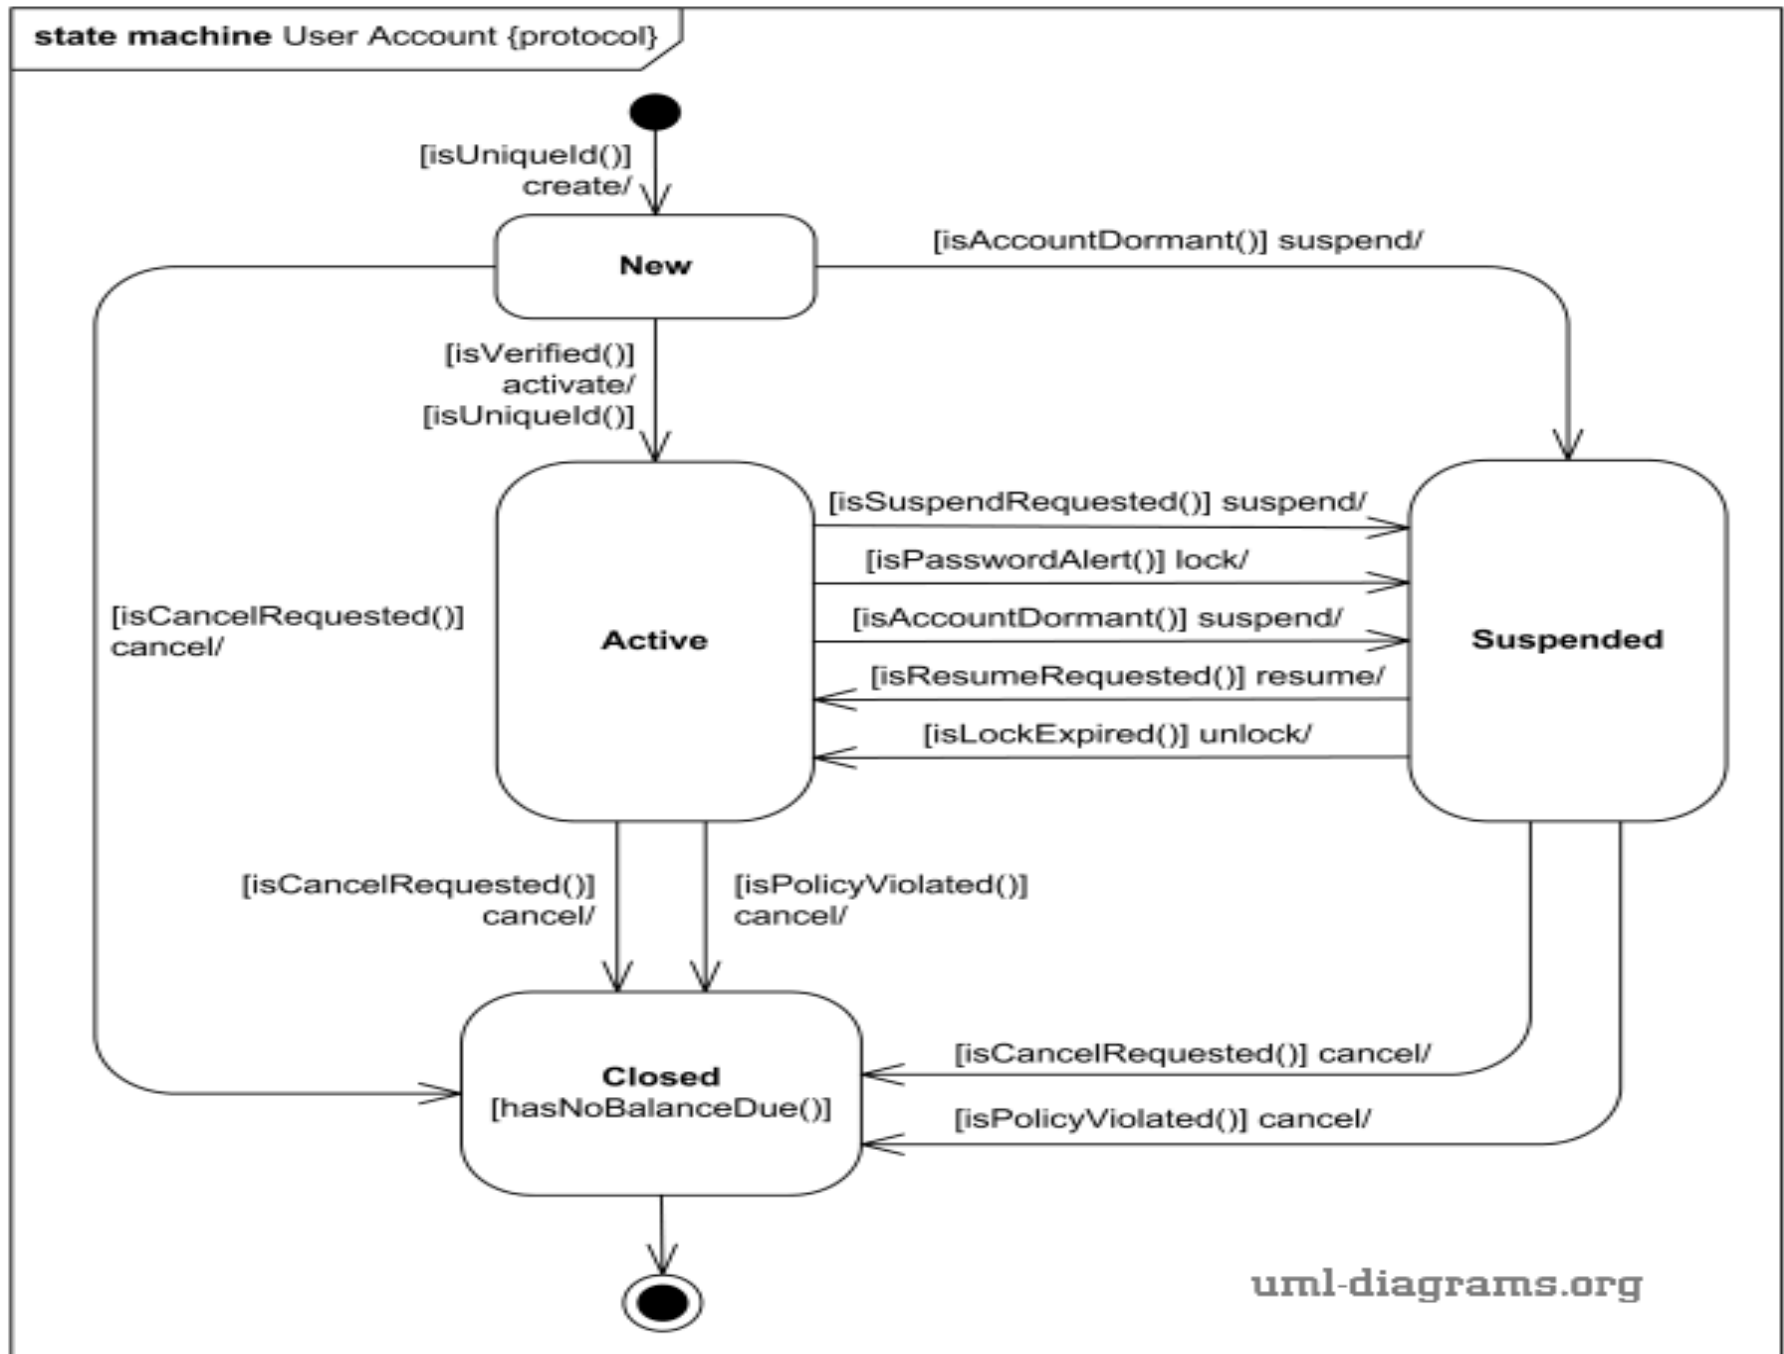 state machine User Account {protocol}
[isUniqueId()]
create/
New
[isAccountDormant()] suspend/
[isVerified()]
activate/
[isUniqueId()]
[isSuspendRequested()] suspend/
[isPasswordAlert()] lock/
[isCancelRequested()]
cancel/
Active
[isAccountDormant()] suspend/
Suspended
[isResumeRequested()] resume/
[isLockExpired()] unlock/
[isCancelRequested()]
cancel/
[isPolicyViolated()]
cancel/
Closed
[hasNoBalanceDue()]
[isCancelRequested()] cancel/
[isPolicyViolated()] cancel/
uml-diagrams.org